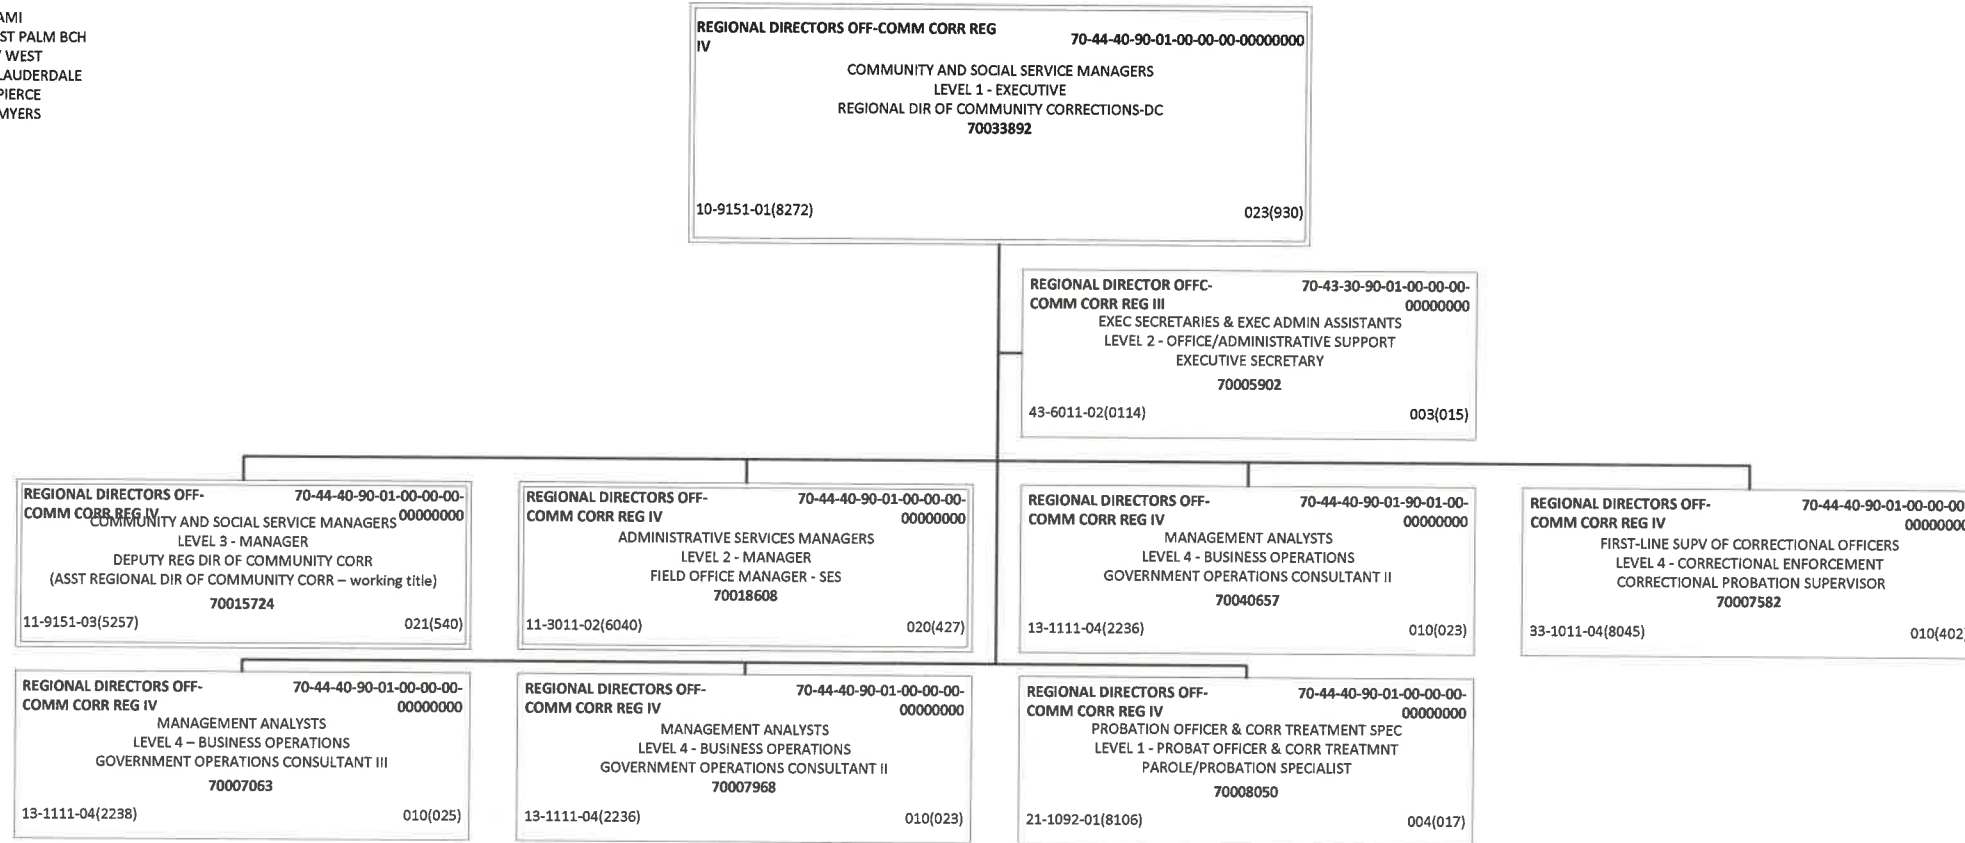 AMI
ST PALM BCH
WEST
LAUDERDALE
PIERCE
MYERS
REGIONAL DIRECTORS OFF-COMM CORR REG
IV
70-44-40-90-01-00-00-00-00000000
COMMUNITY AND SOCIAL SERVICE MANAGERS
LEVEL 1 - EXECUTIVE
REGIONAL DIR OF COMMUNITY CORRECTIONS-DC
70033892
10-9151-01(8272)
023(930)
REGIONAL DIRECTOR OFFC-
COMM CORR REG III
70-43-30-90-01-00-00-00-
00000000
EXEC SECRETARIES & EXEC ADMIN ASSISTANTS
LEVEL 2 - OFFICE/ADMINISTRATIVE SUPPORT
EXECUTIVE SECRETARY
70005902
43-6011-02(0114)
003(015)
REGIONAL DIRECTORS OFF-
COMM CORR REG IV
70-44-40-90-01-00-00-00-
00000000
COMMUNITY AND SOCIAL SERVICE MANAGERS
LEVEL 3 - MANAGER
DEPUTY REG DIR OF COMMUNITY CORR
(ASST REGIONAL DIR OF COMMUNITY CORR – working title)
70015724
11-9151-03(5257)
021(540)
REGIONAL DIRECTORS OFF-
COMM CORR REG IV
70-44-40-90-01-00-00-00-
00000000
ADMINISTRATIVE SERVICES MANAGERS
LEVEL 2 - MANAGER
FIELD OFFICE MANAGER - SES
70018608
11-3011-02(6040)
020(427)
REGIONAL DIRECTORS OFF-
COMM CORR REG IV
70-44-40-90-01-90-01-00-
00000000
MANAGEMENT ANALYSTS
LEVEL 4 - BUSINESS OPERATIONS
GOVERNMENT OPERATIONS CONSULTANT II
70040657
13-1111-04(2236)
010(023)
REGIONAL DIRECTORS OFF-
COMM CORR REG IV
70-44-40-90-01-00-00-00
00000000
FIRST-LINE SUPV OF CORRECTIONAL OFFICERS
LEVEL 4 - CORRECTIONAL ENFORCEMENT
CORRECTIONAL PROBATION SUPERVISOR
70007582
33-1011-04(8045)
010(402)
REGIONAL DIRECTORS OFF-
COMM CORR REG IV
70-44-40-90-01-00-00-00-
00000000
MANAGEMENT ANALYSTS
LEVEL 4 – BUSINESS OPERATIONS
GOVERNMENT OPERATIONS CONSULTANT III
70007063
13-1111-04(2238)
010(025)
REGIONAL DIRECTORS OFF-
COMM CORR REG IV
70-44-40-90-01-00-00-00-
00000000
MANAGEMENT ANALYSTS
LEVEL 4 - BUSINESS OPERATIONS
GOVERNMENT OPERATIONS CONSULTANT II
70007968
13-1111-04(2236)
010(023)
REGIONAL DIRECTORS OFF-
COMM CORR REG IV
70-44-40-90-01-00-00-00-
00000000
PROBATION OFFICER & CORR TREATMENT SPEC
LEVEL 1 - PROBAT OFFICER & CORR TREATMNT
PAROLE/PROBATION SPECIALIST
70008050
21-1092-01(8106)
004(017)